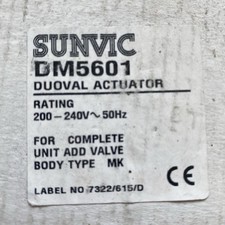 SUNVIC
DM5601
DUOVAL ACTUATOR
RATING
200-240V~50Hz
FOR COMPLETE
UNIT ADD VALVE
BODY TYPE MK
CE
LABEL NO 7322/615/D